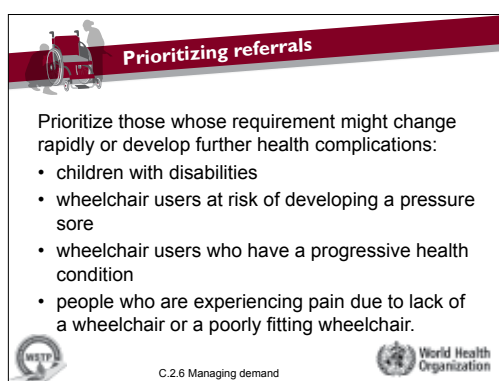 Prioritizing referrals
Prioritize those whose requirement might change
rapidly or develop further health complications:
• children with disabilities
• wheelchair users at risk of developing a pressure
sore
• wheelchair users who have a progressive health
condition
• people who are experiencing pain due to lack of
a wheelchair or a poorly fitting wheelchair.
WSTP
C.2.6 Managing demand
World Health
Organization